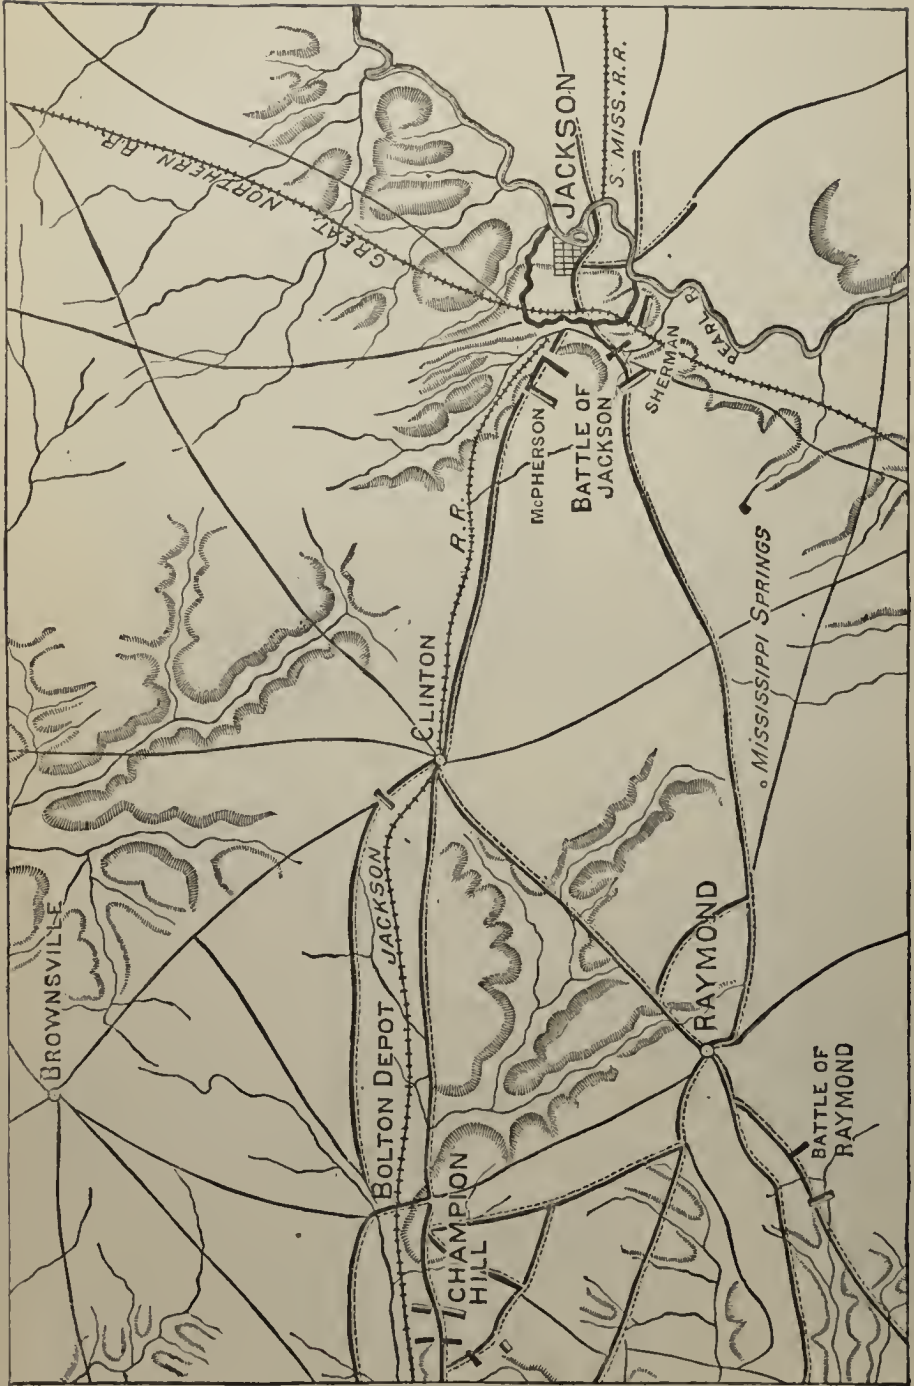 JACKSON
S. MISS. R.R.
GREAT NORTHERN R.R.
PEARL R.
SHERMAN
McPHERSON
BATTLE OF
JACKSON
R.R.
MISSISSIPPI SPRINGS
CLINTON
JACKSON
BROWNSVILLE
RAYMOND
BOLTON DEPOT
BATTLE OF
RAYMOND
CHAMPION
HILL